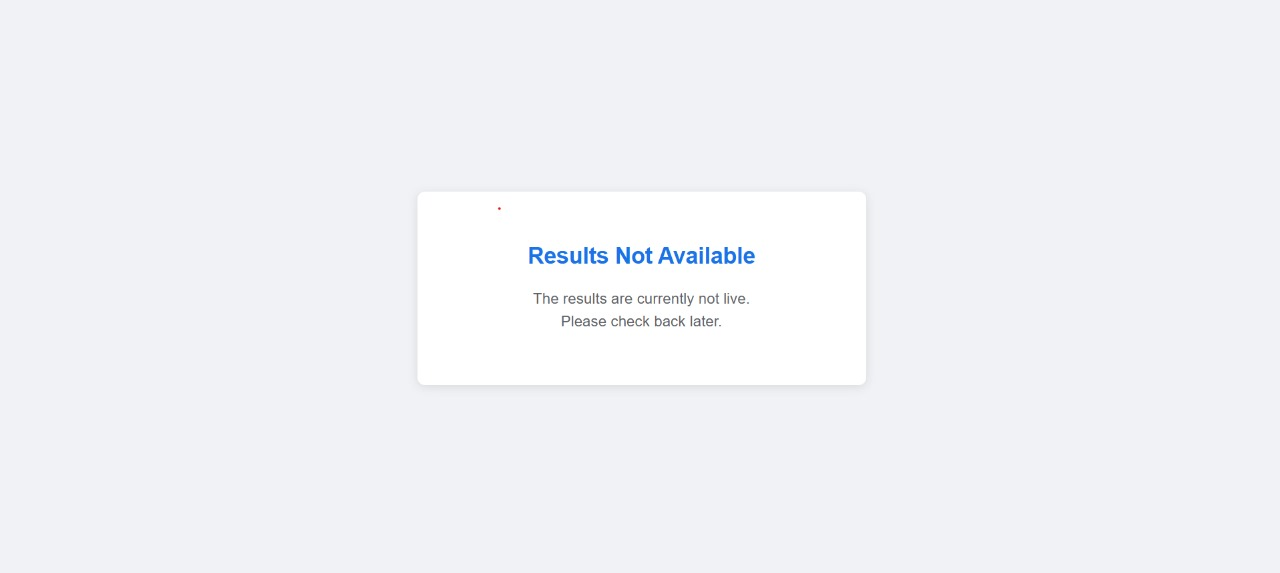 Results Not Available
The results are currently not live.
Please check back later.